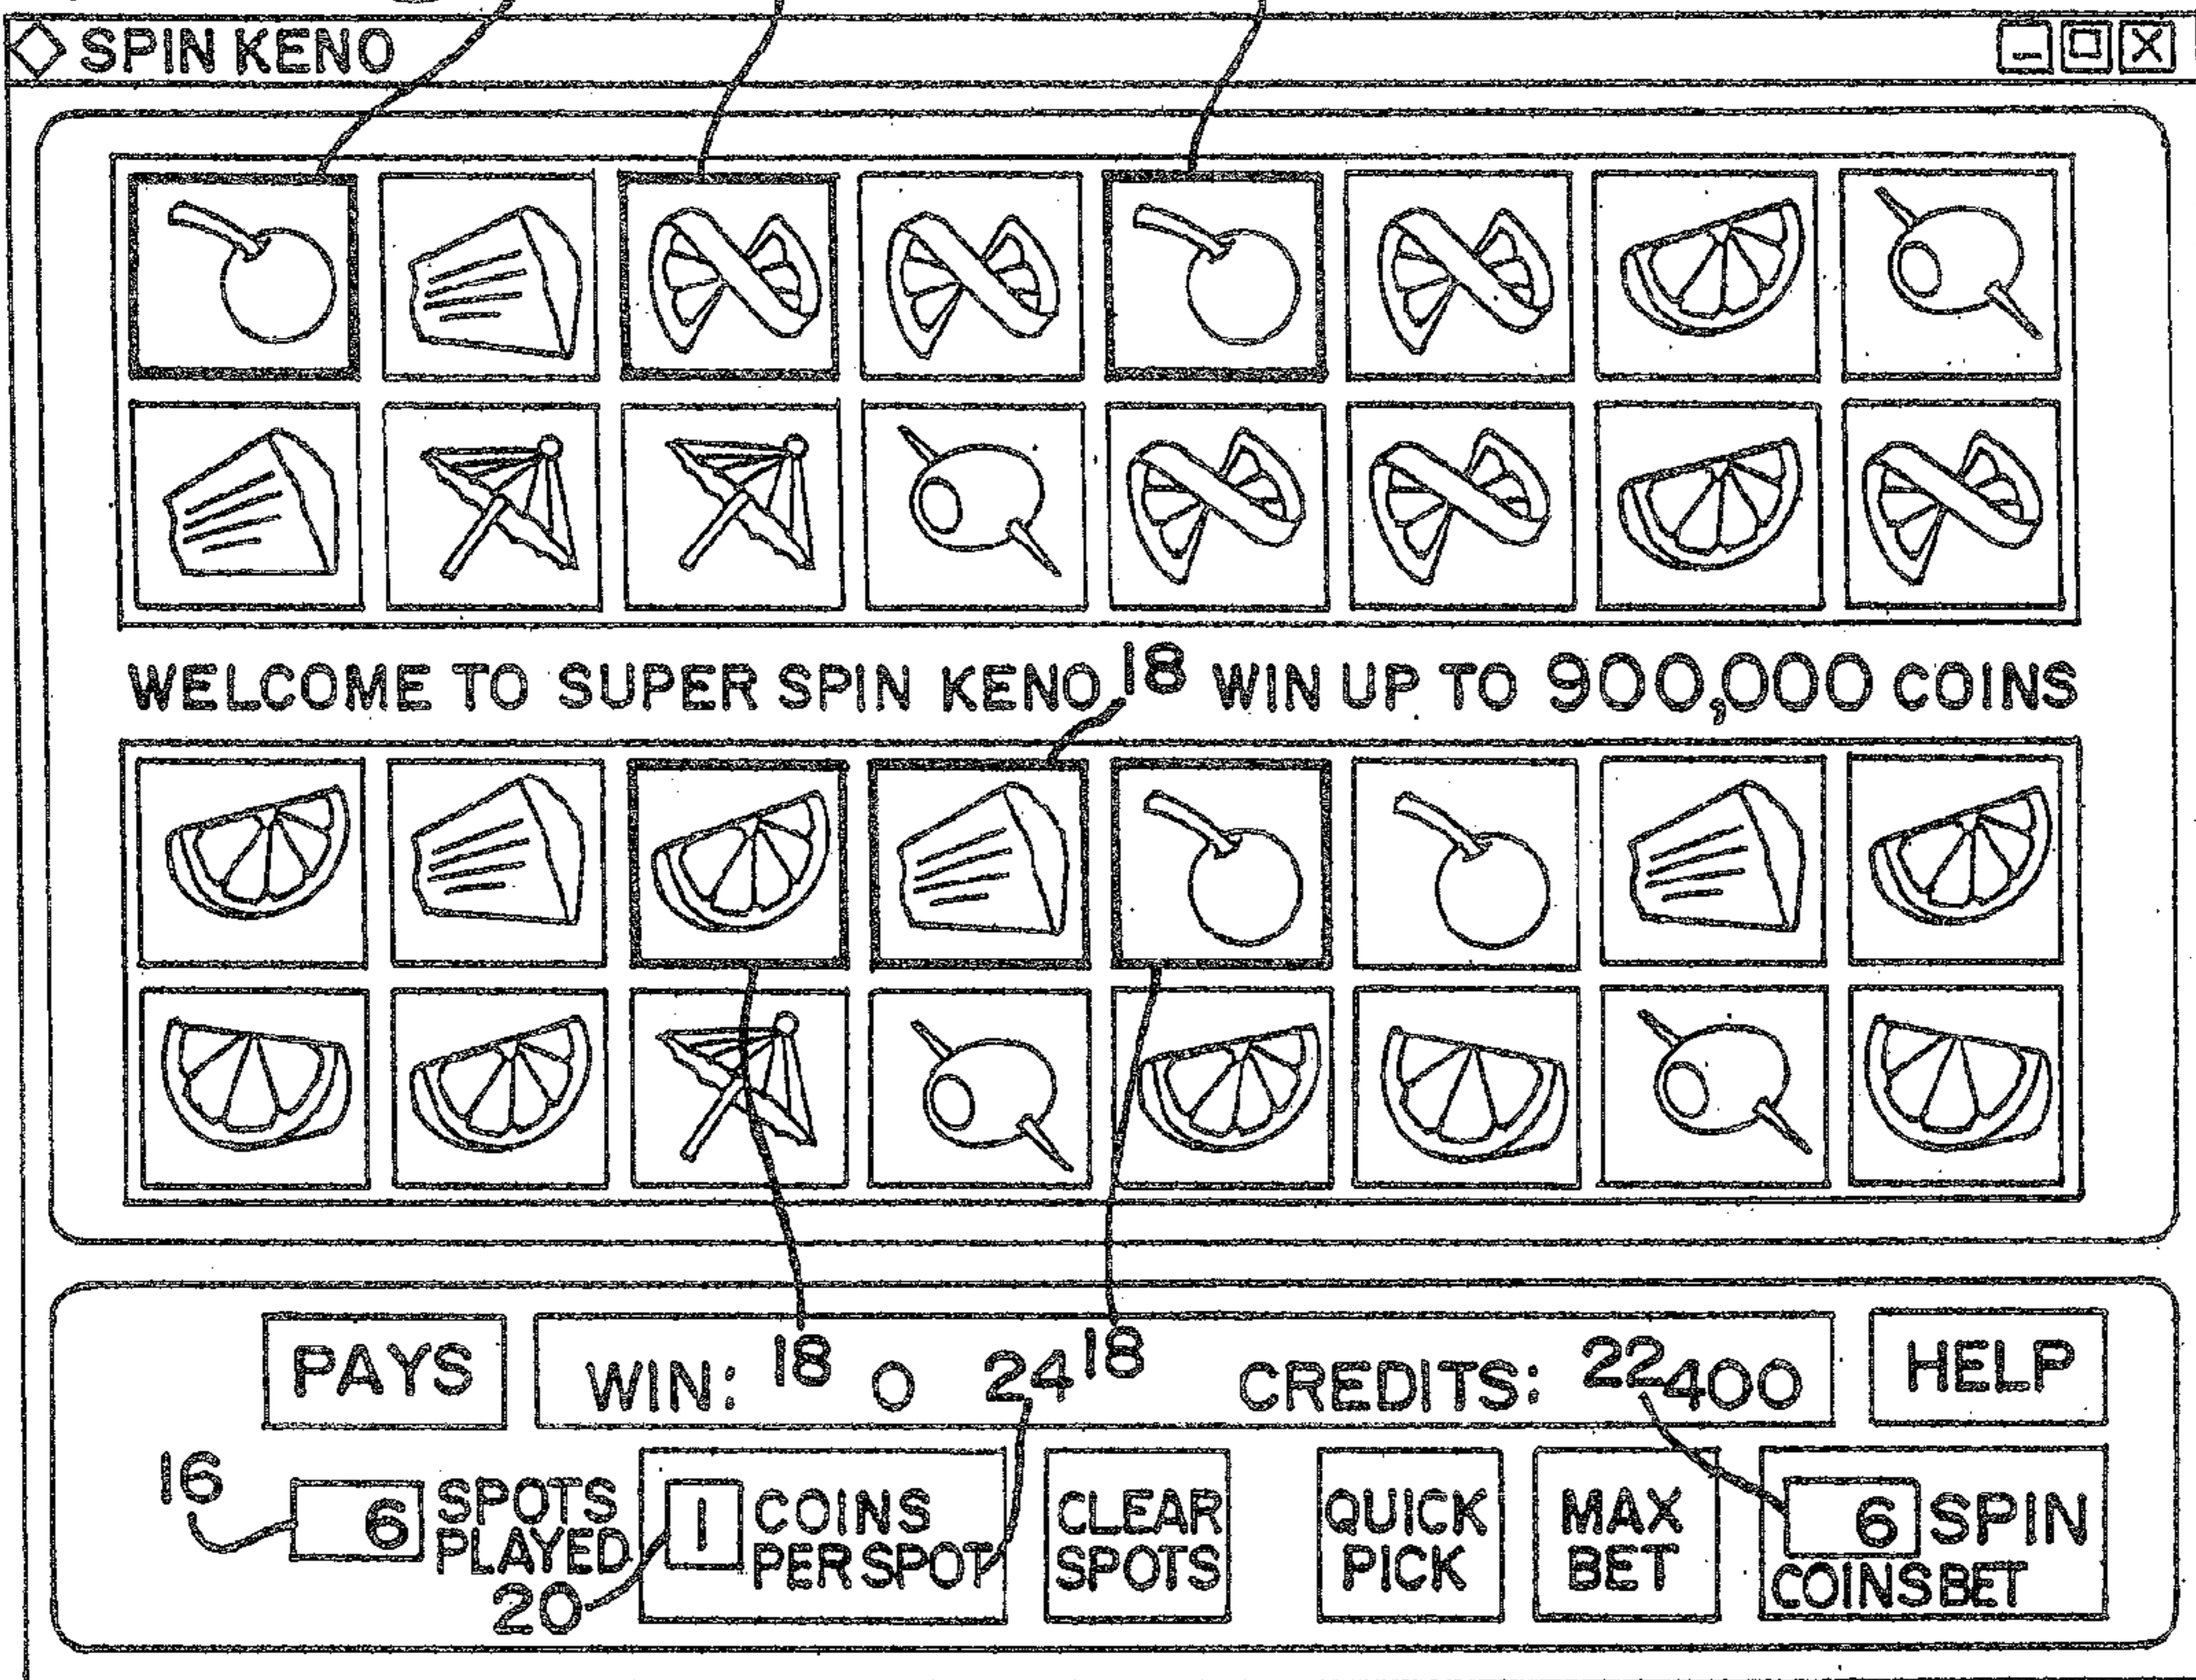 SPIN KENO
WELCOME TO SUPER SPIN KENO 18 WIN UP TO 900,000 COINS
PAYS
WIN: 18 0 24 18 CREDITS: 22 400
HELP
16
6 SPOTS
PLAYED
20
1 COINS
PER SPOT
CLEAR
SPOTS
QUICK
PICK
MAX
BET
6 SPIN
COINS BET